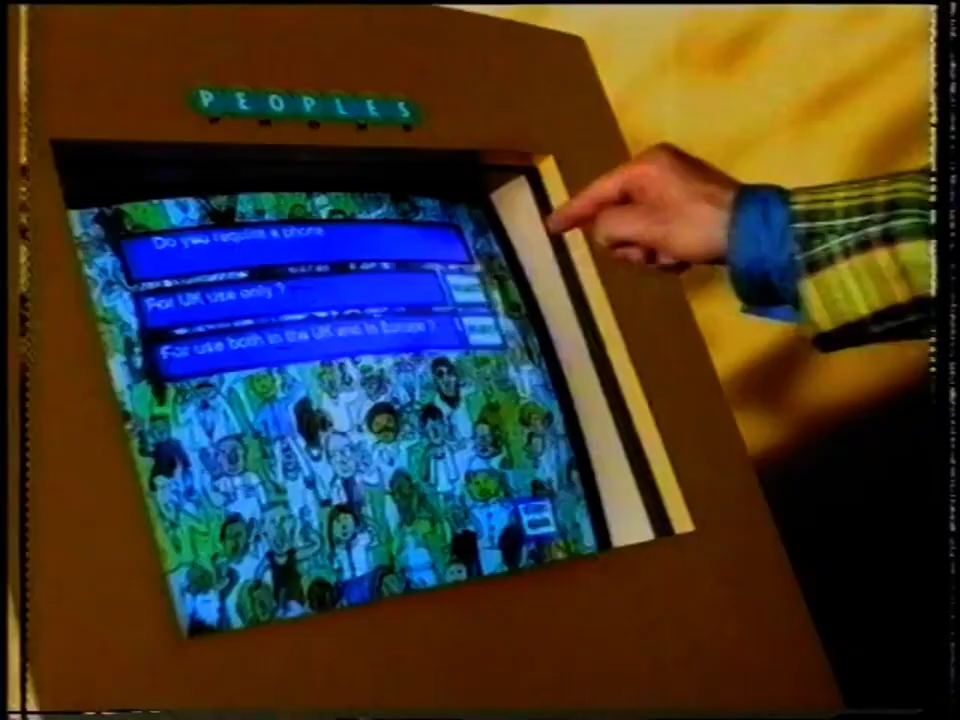 PEOPLES
Do you require a phone
For UK use only ?
For use both in the UK and in Europe ?